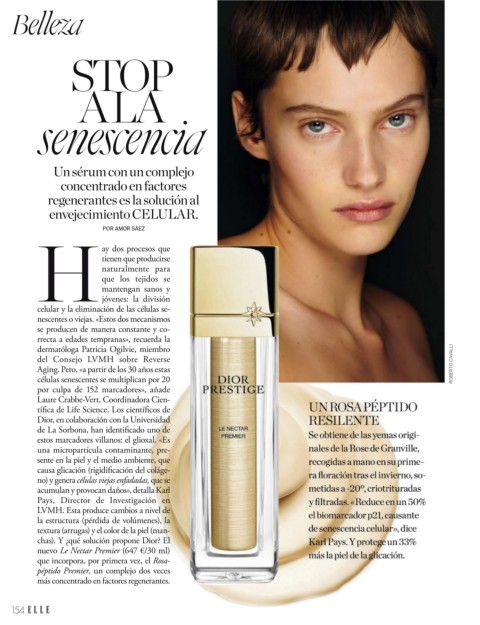 Belleza
STOP
A LA
senescencia
Un sérum con un complejo
concentrado en factores
regenerantes es la solución al
envejecimiento CELULAR.
POR AMOR SÁEZ
Hay dos procesos que
tienen que producirse
naturalmente para
que los tejidos se
mantengan sanos y
jóvenes: la división
celular y la eliminación de las células se-
nescentes o viejas. «Estos dos mecanismos
se producen de manera constante y co-
rrecta a edades tempranas», recuerda la
dermatóloga Patricia Ogilvie, miembro
del Consejo LVMH sobre Reverse
Aging. Pero, «a partir de los 30 años estas
células senescentes se multiplican por 20
por culpa de 152 marcadores», añade
Laure Crabbe-Vert, Coordinadora Cien-
tífica de Life Science. Los científicos de
Dior, en colaboración con la Universidad
de La Sorbona, han identificado uno de
estos marcadores villanos: el glioxal. «Es
una micropartícula contaminante, pre-
sente en la piel y el medio ambiente, que
causa glicación (rigidificación del coláge-
no) y genera células viejas enfadadas, que se
acumulan y provocan daños», detalla Karl
Pays, Director de Investigación en
LVMH. Esta produce cambios a nivel de
la estructura (pérdida de volúmenes), la
textura (arrugas) y el color de la piel (man-
chas). Y ¿qué solución propone Dior? El
nuevo Le Nectar Premier (647 €/30 ml)
que incorpora, por primera vez, el Rosa-
péptido Premier, un complejo dos veces
más concentrado en factores regenerantes.
DIOR
PRESTIGE
LE NECTAR
PREMIER
ROBERTO CAVALLI
UN ROSA PÉPTIDO
RESILENTE
Se obtiene de las yemas origi-
nales de la Rose de Granville,
recogidas a mano en su prime-
ra floración tras el invierno, so-
metidas a -20º, criotrituradas
y filtradas. «Reduce en un 50%
el biomarcador p21, causante
de senescencia celular», dice
Karl Pays. Y protege un 33%
más la piel de la glicación.
154 ELLE